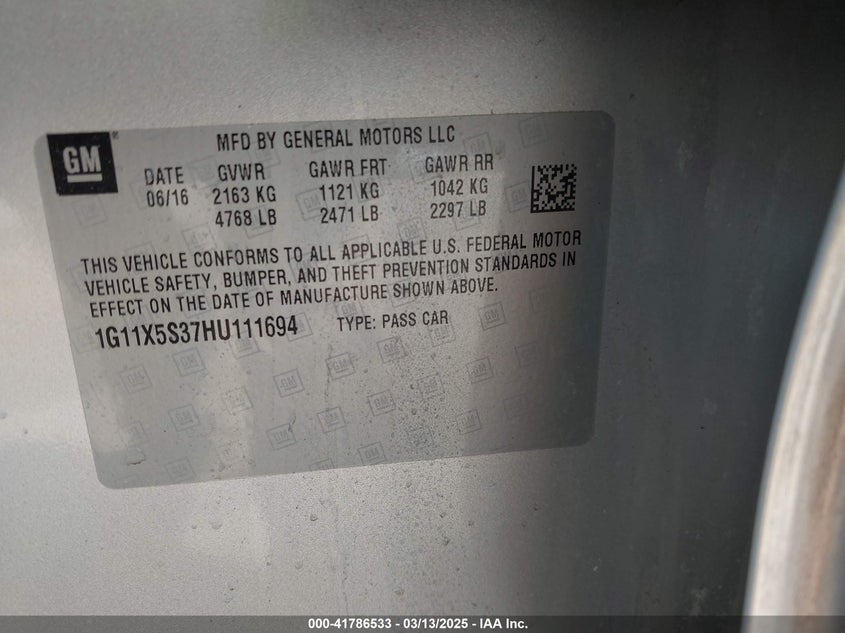 GM
MFD BY GENERAL MOTORS LLC
DATE GVWR GAWR FRT GAWR RR
06/16 2163 KG 1121 KG 1042 KG
4768 LB 2471 LB 2297 LB
THIS VEHICLE CONFORMS TO ALL APPLICABLE U.S. FEDERAL MOTOR
VEHICLE SAFETY, BUMPER, AND THEFT PREVENTION STANDARDS IN
EFFECT ON THE DATE OF MANUFACTURE SHOWN ABOVE.
1G11X5S37HU111694 TYPE: PASS CAR
000-41786533 / 03/13/2025 - IAA Inc.